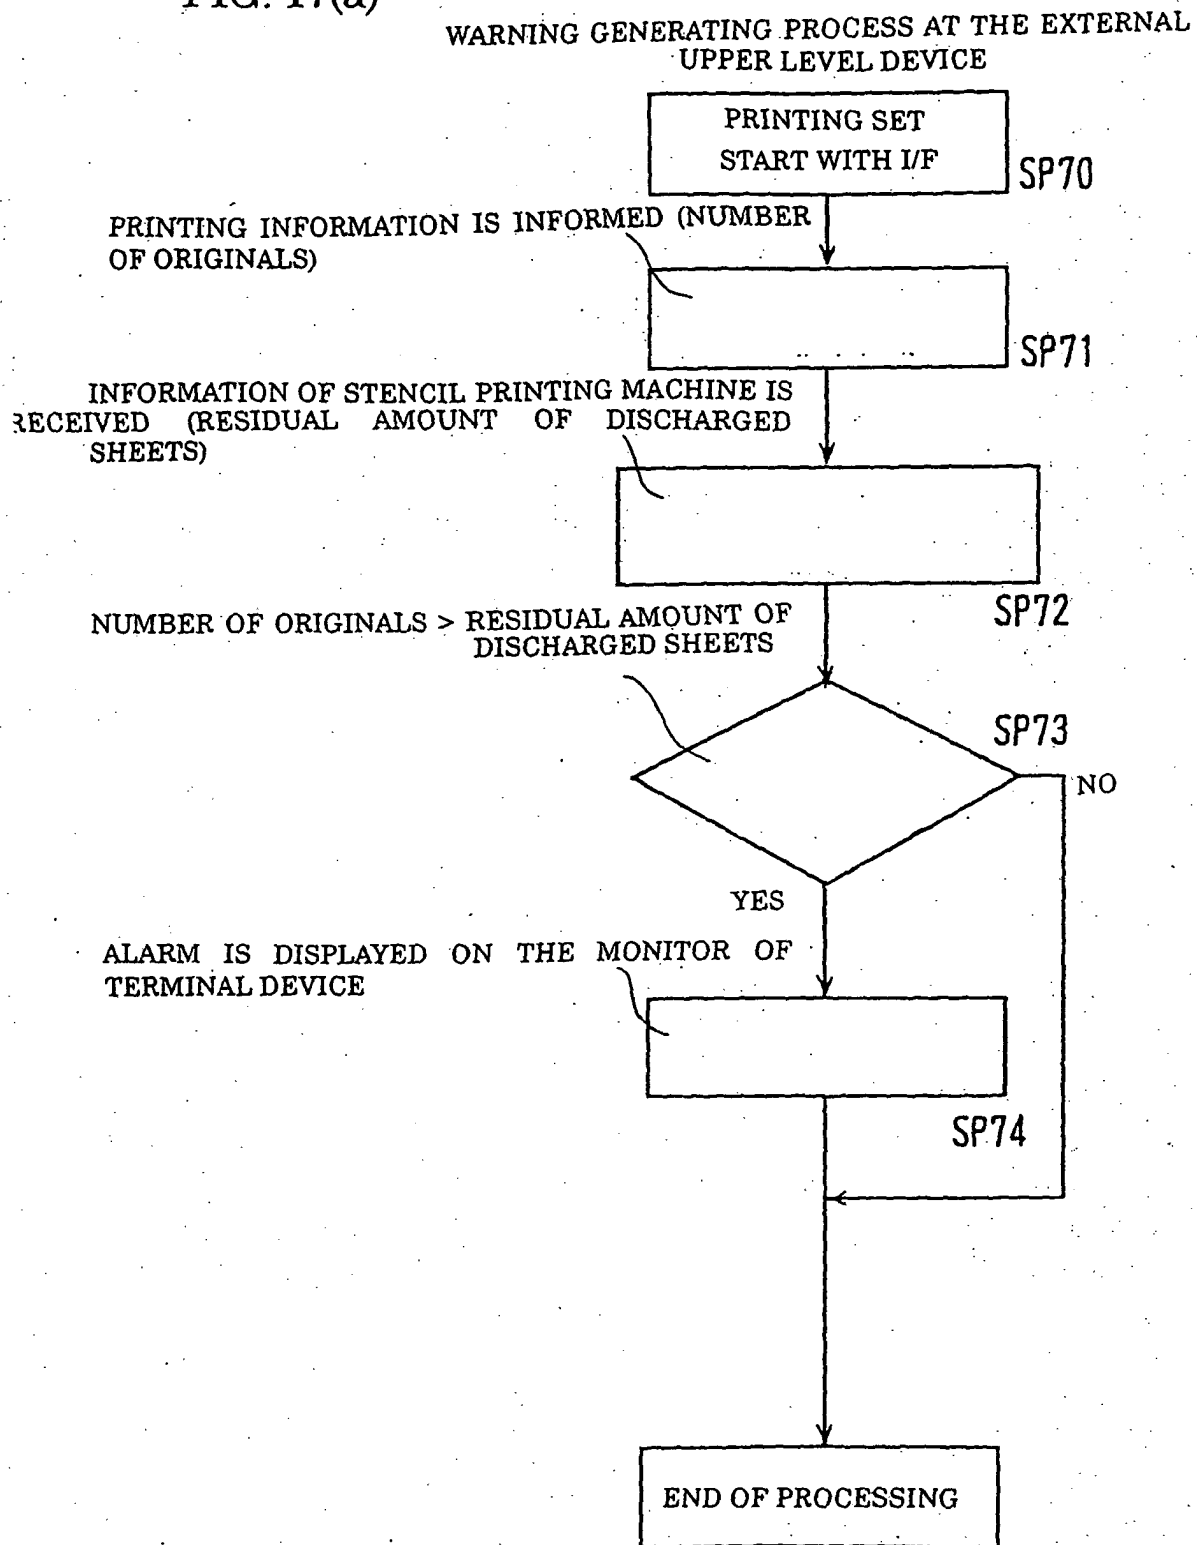 FIG. 17(a)
WARNING GENERATING PROCESS AT THE EXTERNAL
UPPER LEVEL DEVICE
PRINTING SET
START WITH I/F
SP70
PRINTING INFORMATION IS INFORMED (NUMBER
OF ORIGINALS)
SP71
INFORMATION OF STENCIL PRINTING MACHINE IS
RECEIVED (RESIDUAL AMOUNT OF DISCHARGED
SHEETS)
SP72
NUMBER OF ORIGINALS > RESIDUAL AMOUNT OF
DISCHARGED SHEETS
SP73
NO
YES
ALARM IS DISPLAYED ON THE MONITOR OF
TERMINAL DEVICE
SP74
END OF PROCESSING